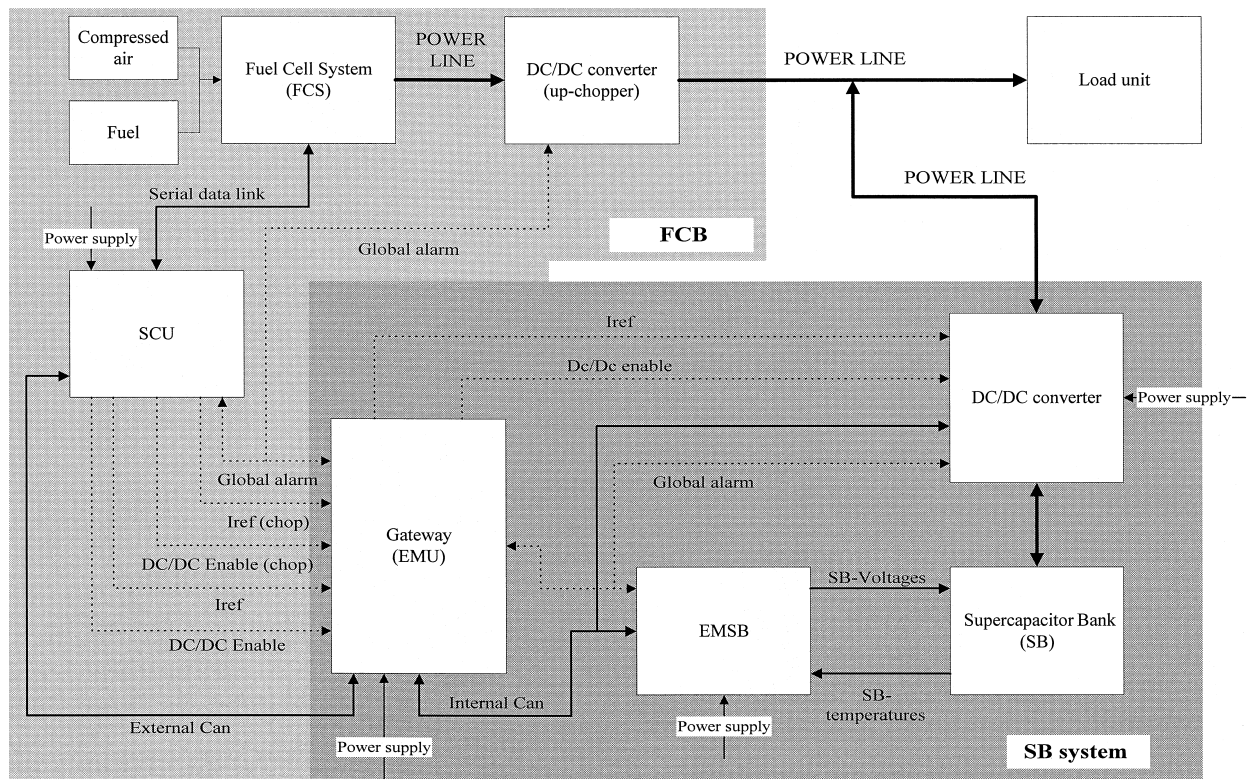 Compressed
air
Fuel
Fuel Cell System
(FCS)
POWER
LINE
DC/DC converter
(up-chopper)
POWER LINE
Load unit
POWER LINE
Serial data link
Power supply
Global alarm
FCB
SCU
Iref
Dc/Dc enable
DC/DC converter
Power supply
Global alarm
Global alarm
Iref (chop)
DC/DC Enable (chop)
Iref
DC/DC Enable
Gateway
(EMU)
SB-Voltages
EMSB
Supercapacitor Bank
(SB)
SB-
temperatures
Internal Can
External Can
Power supply
Power supply
SB system